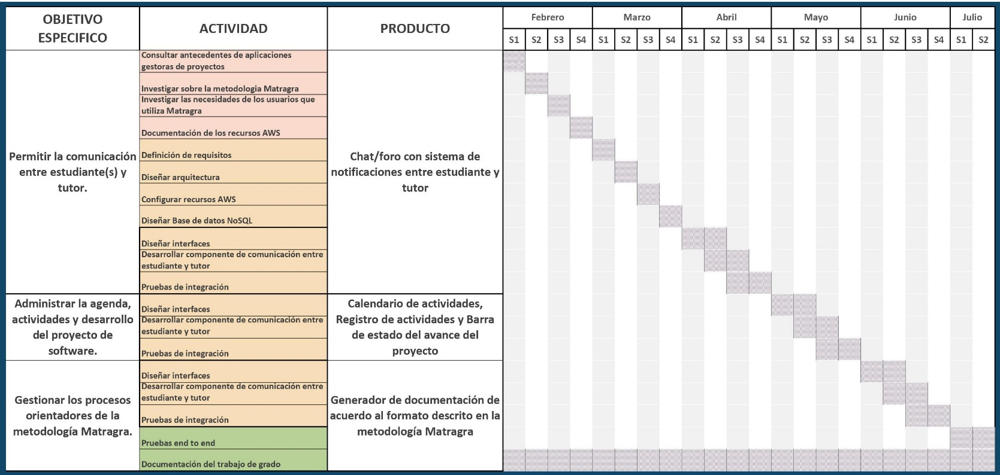 OBJETIVO
ESPECIFICO
ACTIVIDAD
PRODUCTO
Febrero
Marzo
Abril
Mayo
Junio
Julio
S1 S2 S3 S4 S1 S2 S3 S4 S1 S2 S3 S4 S1 S2 S3 S4 S1 S2 S3 S4 S1 S2
Permitir la comunicación
entre estudiante(s) y
tutor.
Consultar antecedentes de aplicaciones
gestoras de proyectos
Investigar sobre la metodologia Matragra
Investigar las necesidades de los usuarios que
utiliza Matragra
Documentación de los recursos AWS
Definición de requisitos
Diseñar arquitectura
Configurar recursos AWS
Diseñar Base de datos NoSQL
Diseñar interfaces
Desarrollar componente de comunicación entre
estudiante y tutor
Pruebas de integración
Chat/foro con sistema de
notificaciones entre estudiante y
tutor
Administrar la agenda,
actividades y desarrollo
del proyecto de
software.
Diseñar interfaces
Desarrollar componente de comunicación entre
estudiante y tutor
Pruebas de integración
Calendario de actividades,
Registro de actividades y Barra
de estado del avance del
proyecto
Gestionar los procesos
orientadores de la
metodología Matragra.
Diseñar interfaces
Desarrollar componente de comunicación entre
estudiante y tutor
Pruebas de integración
Pruebas end to end
Documentación del trabajo de grado
Generador de documentación de
acuerdo al formato descrito en la
metodología Matragra